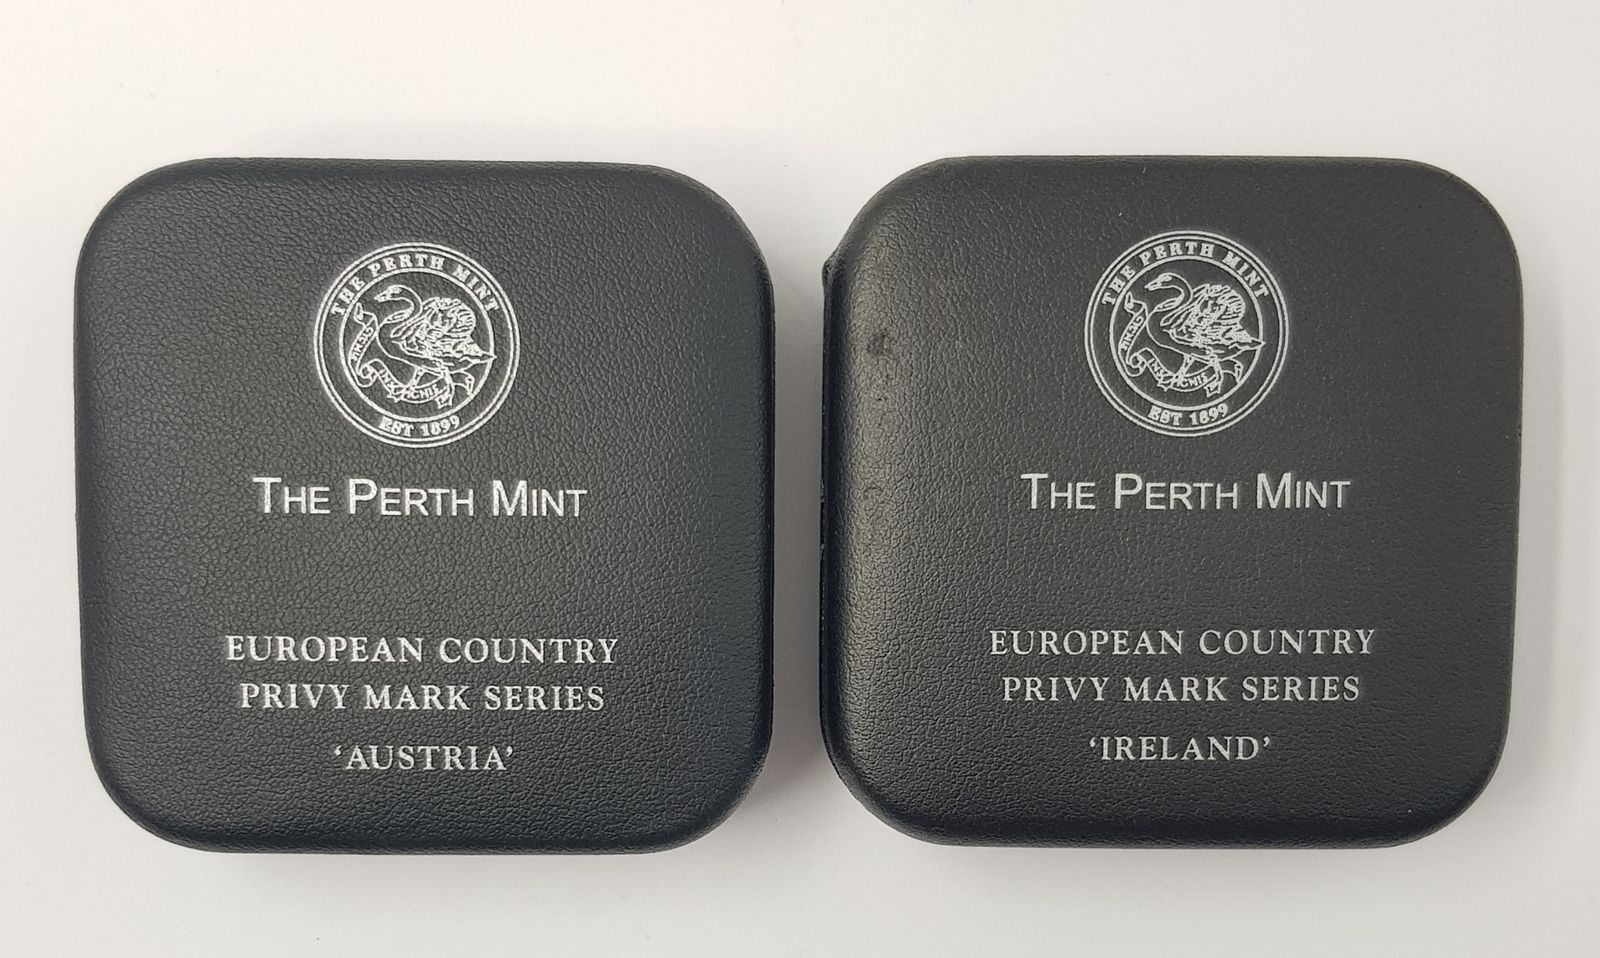 THE PERTH MINT
EST 1899
THE PERTH MINT
EUROPEAN COUNTRY
PRIVY MARK SERIES
‘AUSTRIA’
THE PERTH MINT
EST 1899
THE PERTH MINT
EUROPEAN COUNTRY
PRIVY MARK SERIES
‘IRELAND’